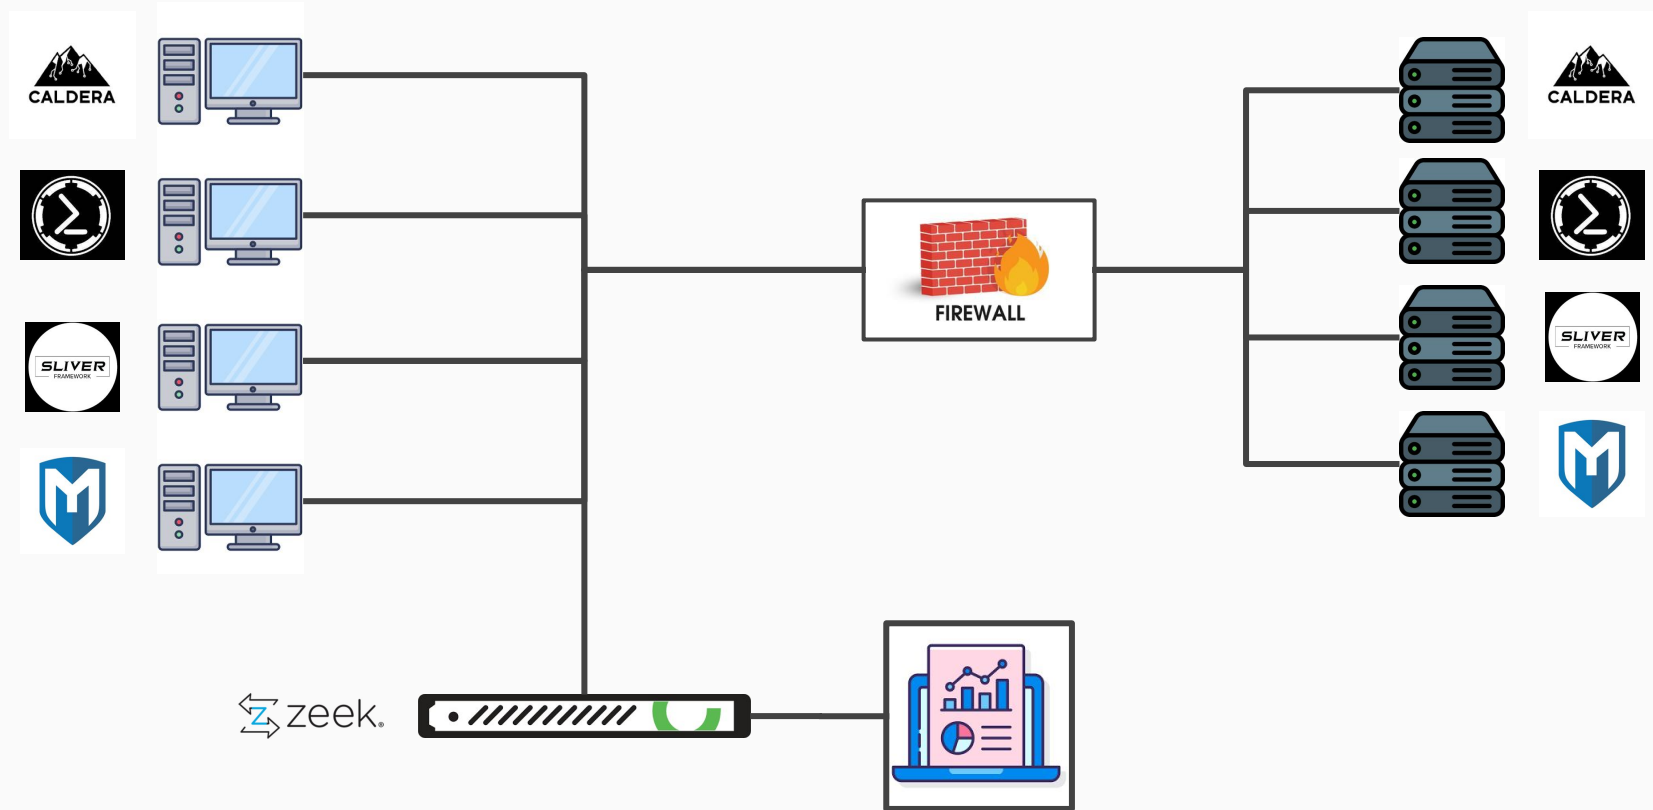 CALDERA
CALDERA
FIREWALL
SLIVER
FRAMEWORK
SLIVER
FRAMEWORK
zeek®